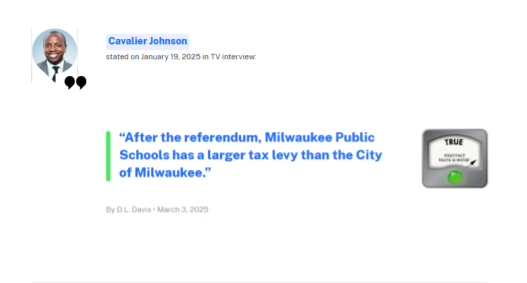 Cavalier Johnson
stated on January 19, 2025 in TV interview:
“After the referendum, Milwaukee Public
Schools has a larger tax levy than the City
of Milwaukee.”
TRUE
POLITIFACT
TRUTH-O-METER™
By D.L. Davis • March 3, 2025